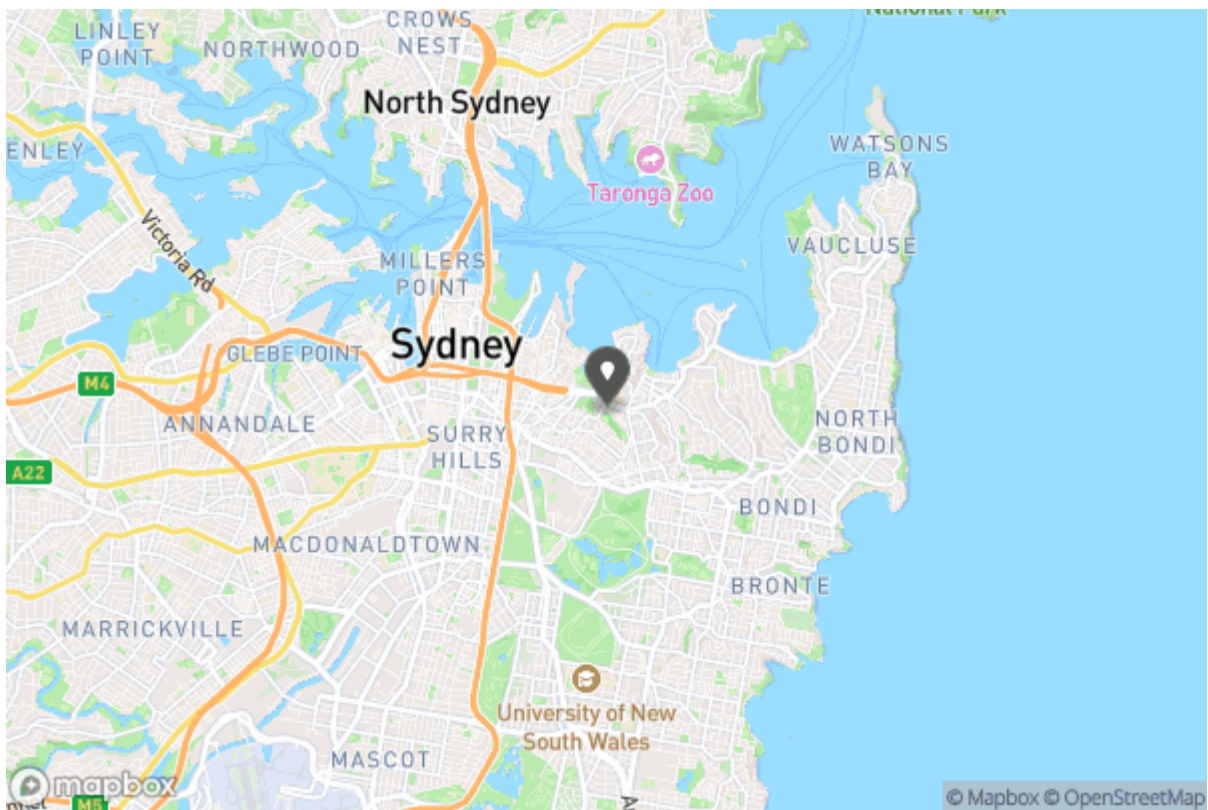 National Park
CROWS
NEST
LINLEY
POINT
NORTHWOOD
North Sydney
WATSONS
BAY
ENLEY
Taronga Zoo
Victoria Rd
VAUCLUSE
MILLERS
POINT
Sydney
GLEBE POINT
M4
ANNANDALE
SURRY
HILLS
NORTH
BONDI
A22
BONDI
MACDONALDTOWN
BRONTE
MARRICKVILLE
University of New
South Wales
MASCOT
mapbox
M5
© Mapbox © OpenStreetMap